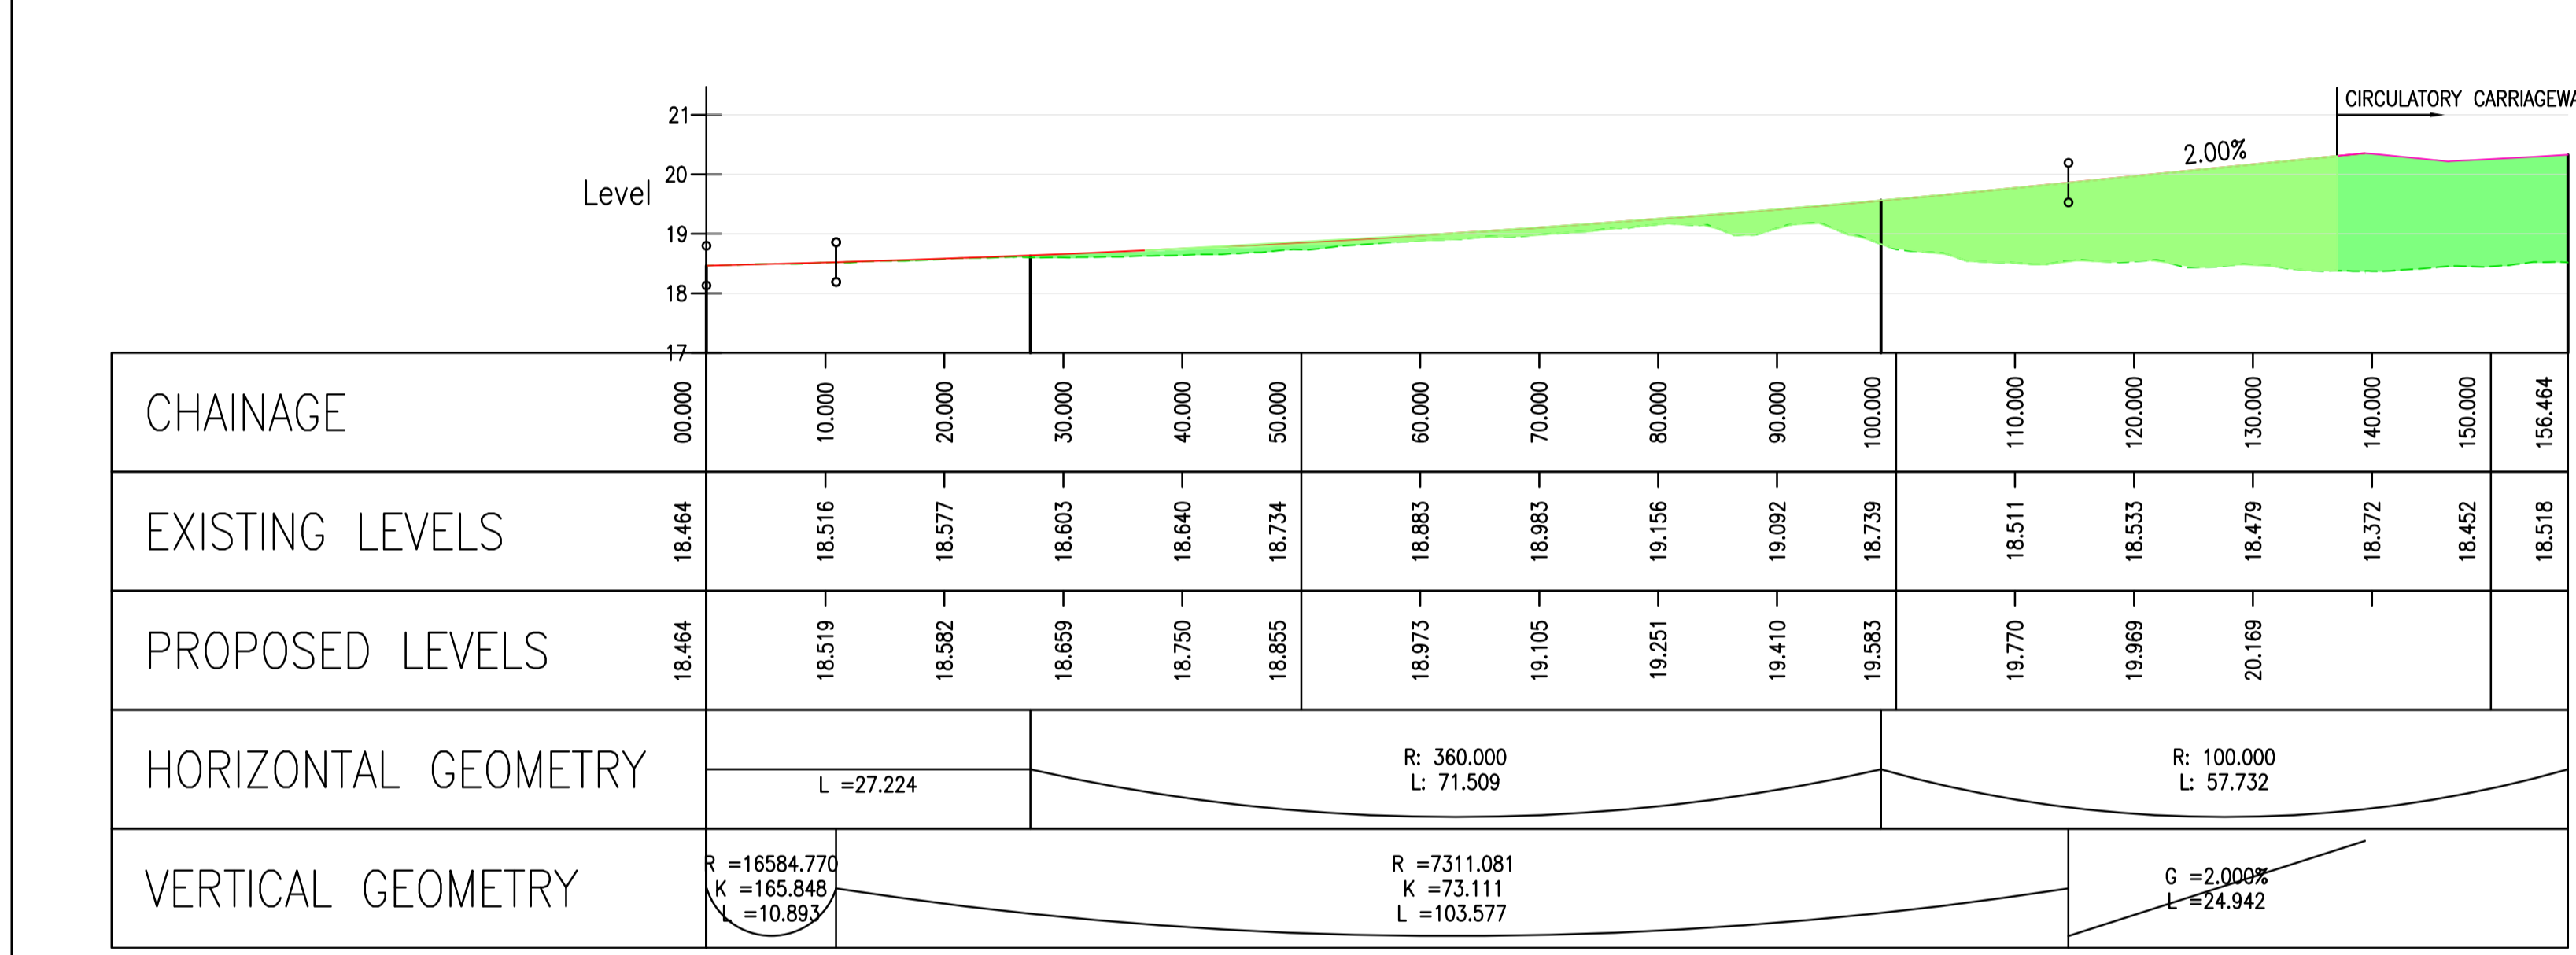 CIRCULATORY CARRIAGEWA
21
20
19
18
17
Level
2.00%
CHAINAGE 00.000 10.000 20.000 30.000 40.000 50.000 60.000 70.000 80.000 90.000 100.000 110.000 120.000 130.000 140.000 150.000 156.464
EXISTING LEVELS 18.464 18.516 18.577 18.603 18.640 18.734 18.883 18.983 19.156 19.092 18.739 18.511 18.533 18.479 18.372 18.452 18.518
PROPOSED LEVELS 18.464 18.519 18.582 18.659 18.750 18.855 18.973 19.105 19.251 19.410 19.583 19.770 19.969 20.169
HORIZONTAL GEOMETRY
L =27.224
R: 360.000
L: 71.509
R: 100.000
L: 57.732
VERTICAL GEOMETRY
R =16584.770
K =165.848
L =10.893
R =7311.081
K =73.111
L =103.577
G =2.000%
L =24.942